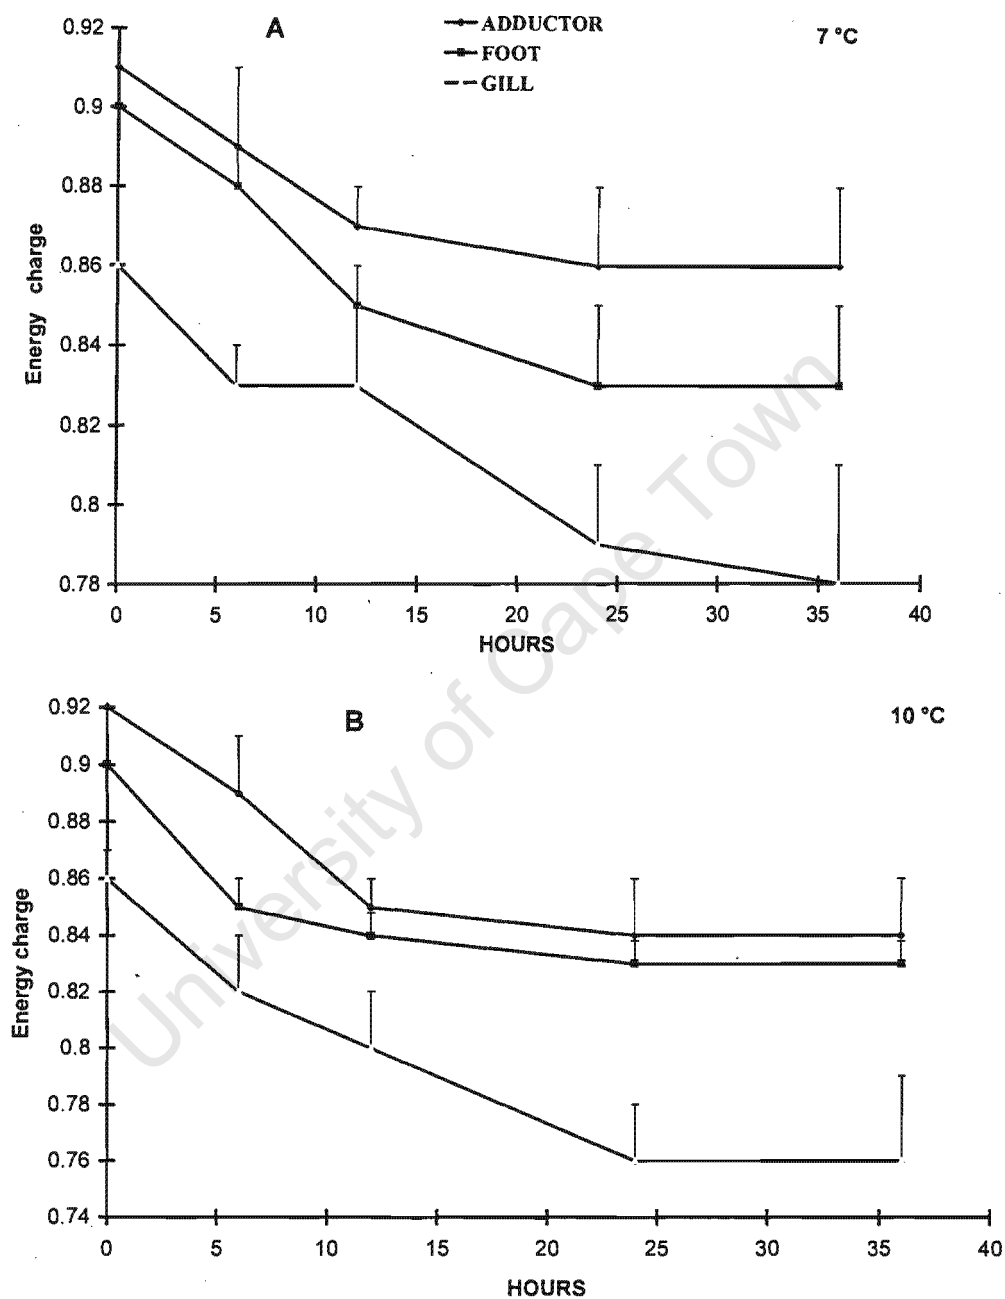 A
ADDUCTOR
FOOT
GILL
7 °C
0.92
0.9
0.88
0.86
0.84
0.82
0.8
0.78
Energy charge
0 5 10 15 20 25 30 35 40
HOURS
B
10 °C
0.92
0.9
0.88
0.86
0.84
0.82
0.8
0.78
0.76
0.74
Energy charge
0 5 10 15 20 25 30 35 40
HOURS
University of Cape Town